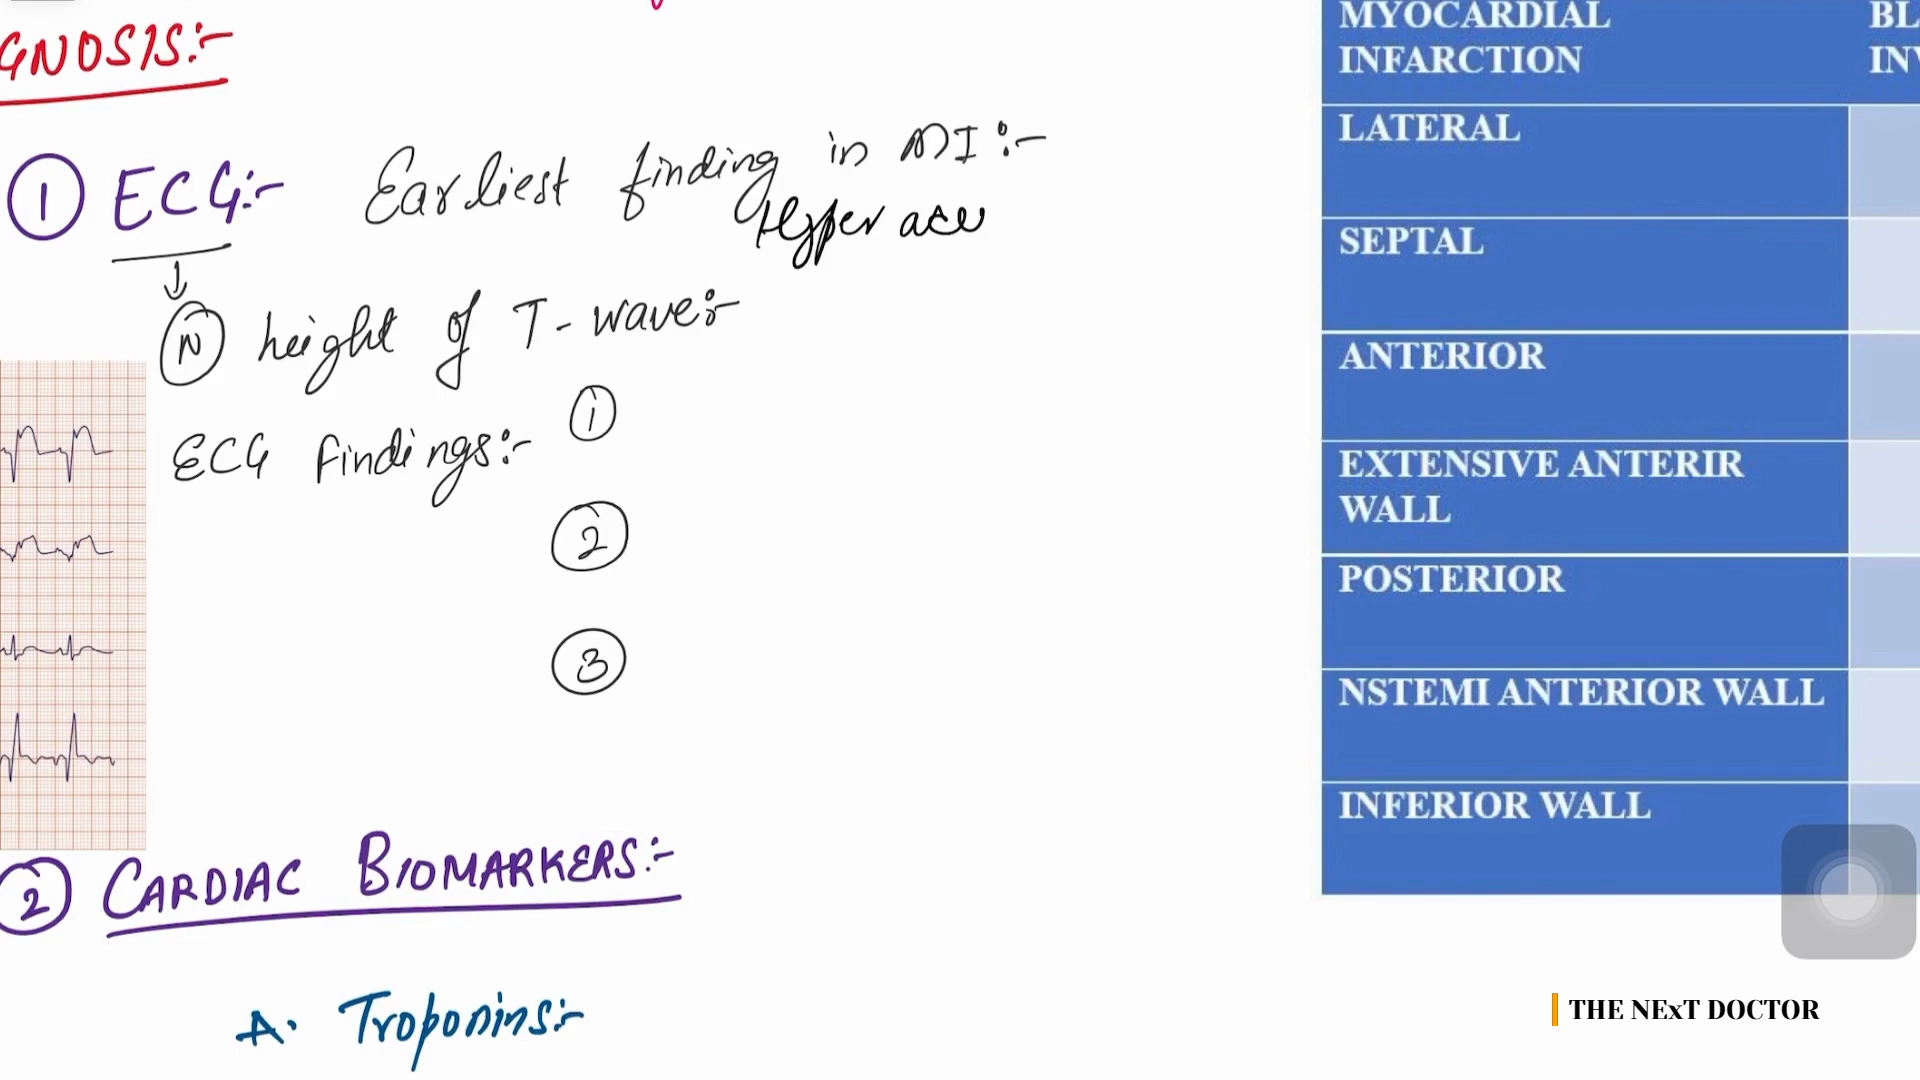 GNOSIS:-
1 ECG:- Earliest finding in MI:-
Hyper acu
N height of T-wave:-
ECG findings:- 1
2
3
2 CARDIAC BIOMARKERS:-
A. Troponins:-
MYOCARDIAL
INFARCTION
BL
INV
LATERAL
SEPTAL
ANTERIOR
EXTENSIVE ANTERIR
WALL
POSTERIOR
NSTEMI ANTERIOR WALL
INFERIOR WALL
THE NExT DOCTOR